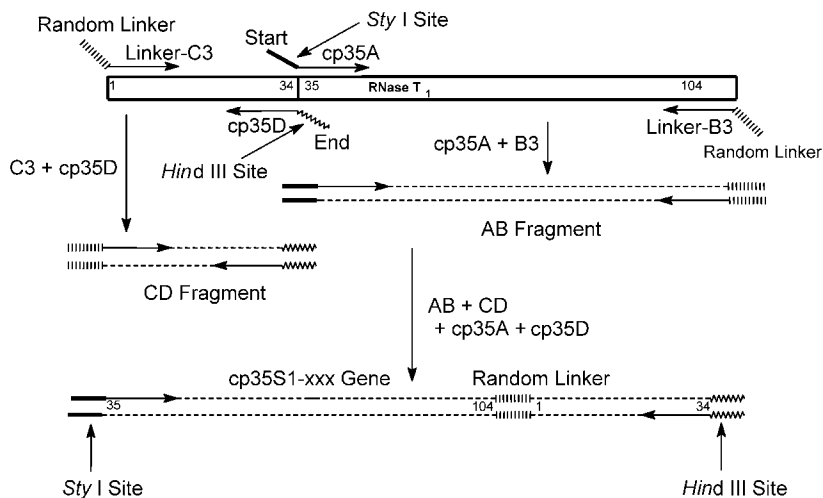 Random Linker
Linker-C3
Start
Sty I Site
cp35A
1
34
35
RNase T1
104
cp35D
End
Hind III Site
Linker-B3
Random Linker
C3 + cp35D
cp35A + B3
AB Fragment
CD Fragment
AB + CD
+ cp35A + cp35D
cp35S1-xxx Gene
Random Linker
35
104
1
34
Sty I Site
Hind III Site